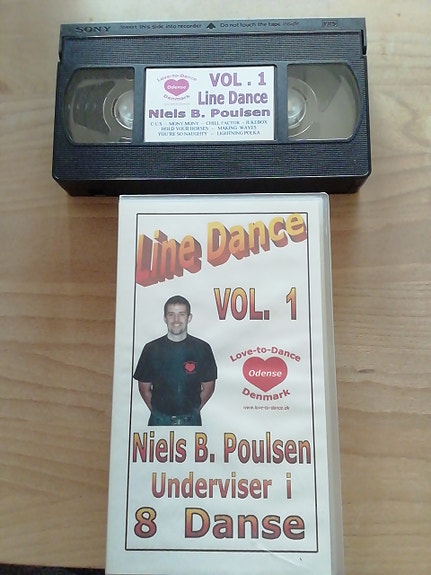 SONY
Insert this side into recorder ▲ Do not touch the tape inside
VHS
Love-to-Dance
Odense
Denmark
VOL . 1
Line Dance
Niels B. Poulsen
MONY MONY - CHILL FACTOR - JUKEBOX
HOLD YOUR HORSES - MAKING WAVES
YOU'RE SO NAUGHTY - LIGHTNING POLKA
Line Dance
VOL. 1
Love-to-Dance
Odense
Denmark
www.love-to-dance.dk
Niels B. Poulsen
Underviser i
8 Danse